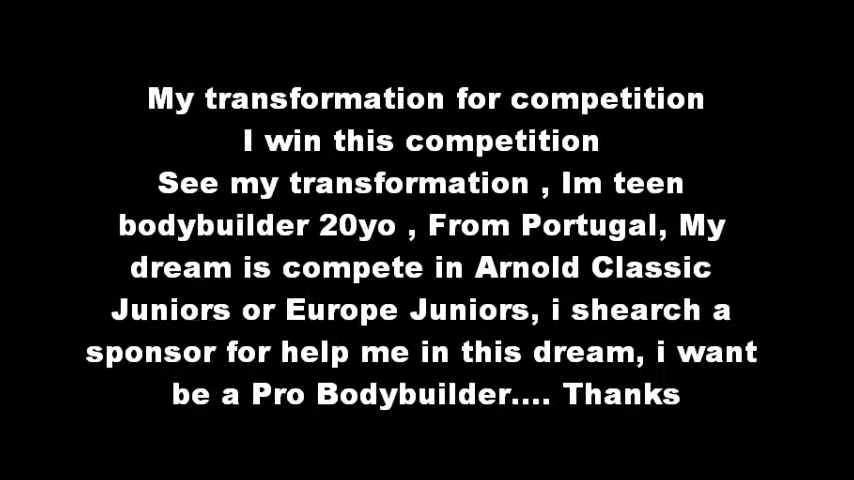 My transformation for competition
I win this competition
See my transformation , Im teen
bodybuilder 20yo , From Portugal, My
dream is compete in Arnold Classic
Juniors or Europe Juniors, i shearch a
sponsor for help me in this dream, i want
be a Pro Bodybuilder.... Thanks